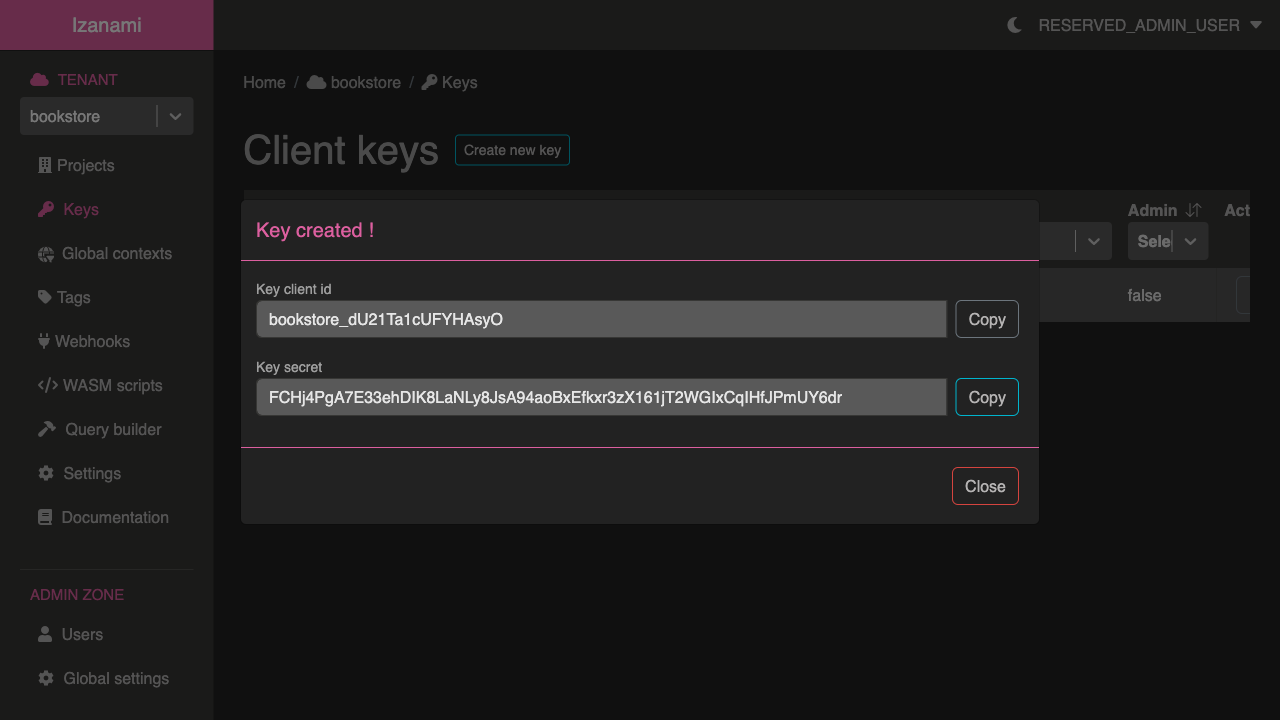 Izanami
RESERVED_ADMIN_USER
TENANT
bookstore
Projects
Keys
Global contexts
Tags
Webhooks
WASM scripts
Query builder
Settings
Documentation
ADMIN ZONE
Users
Global settings
Home / bookstore / Keys
Client keys
Create new key
Admin
Act
Sele
false
Key created !
Key client id
bookstore_dU21Ta1cUFYHAsyO
Copy
Key secret
FCHj4PgA7E33ehDIK8LaNLy8JsA94aoBxEfkxr3zX161jT2WGIxCqIHfJPmUY6dr
Copy
Close